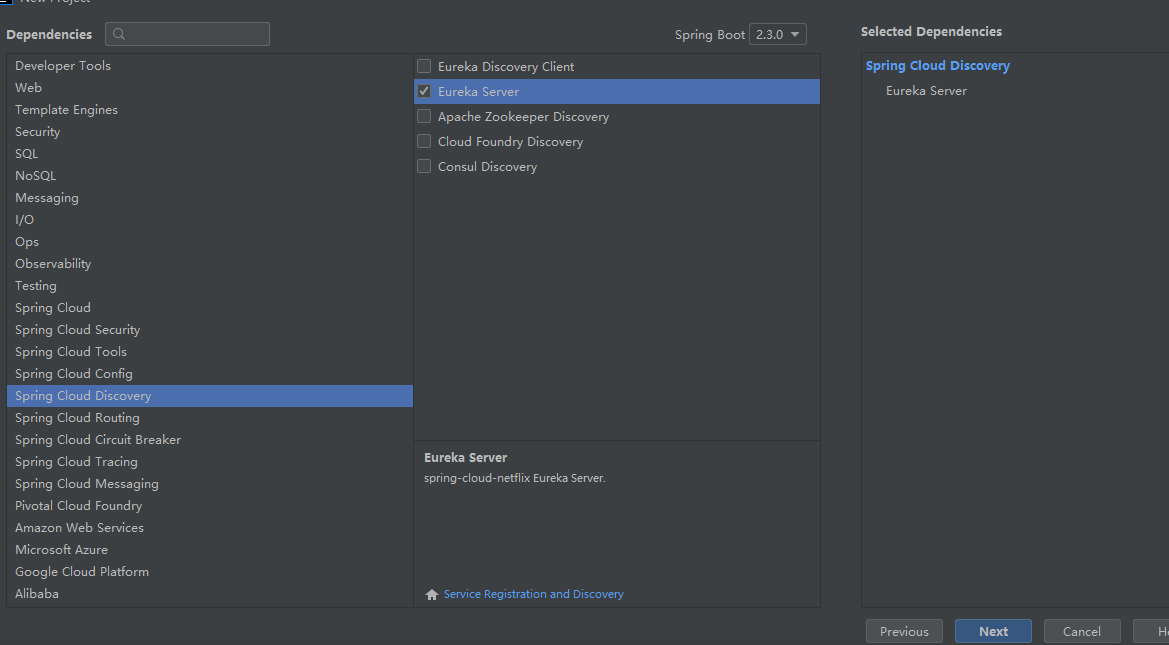 New Project
Dependencies
Spring Boot 2.3.0
Selected Dependencies
Developer Tools
Web
Template Engines
Security
SQL
NoSQL
Messaging
I/O
Ops
Observability
Testing
Spring Cloud
Spring Cloud Security
Spring Cloud Tools
Spring Cloud Config
Spring Cloud Discovery
Spring Cloud Routing
Spring Cloud Circuit Breaker
Spring Cloud Tracing
Spring Cloud Messaging
Pivotal Cloud Foundry
Amazon Web Services
Microsoft Azure
Google Cloud Platform
Alibaba
Eureka Discovery Client
Eureka Server
Apache Zookeeper Discovery
Cloud Foundry Discovery
Consul Discovery
Eureka Server
spring-cloud-netflix Eureka Server.
Service Registration and Discovery
Spring Cloud Discovery
Eureka Server
Previous
Next
Cancel